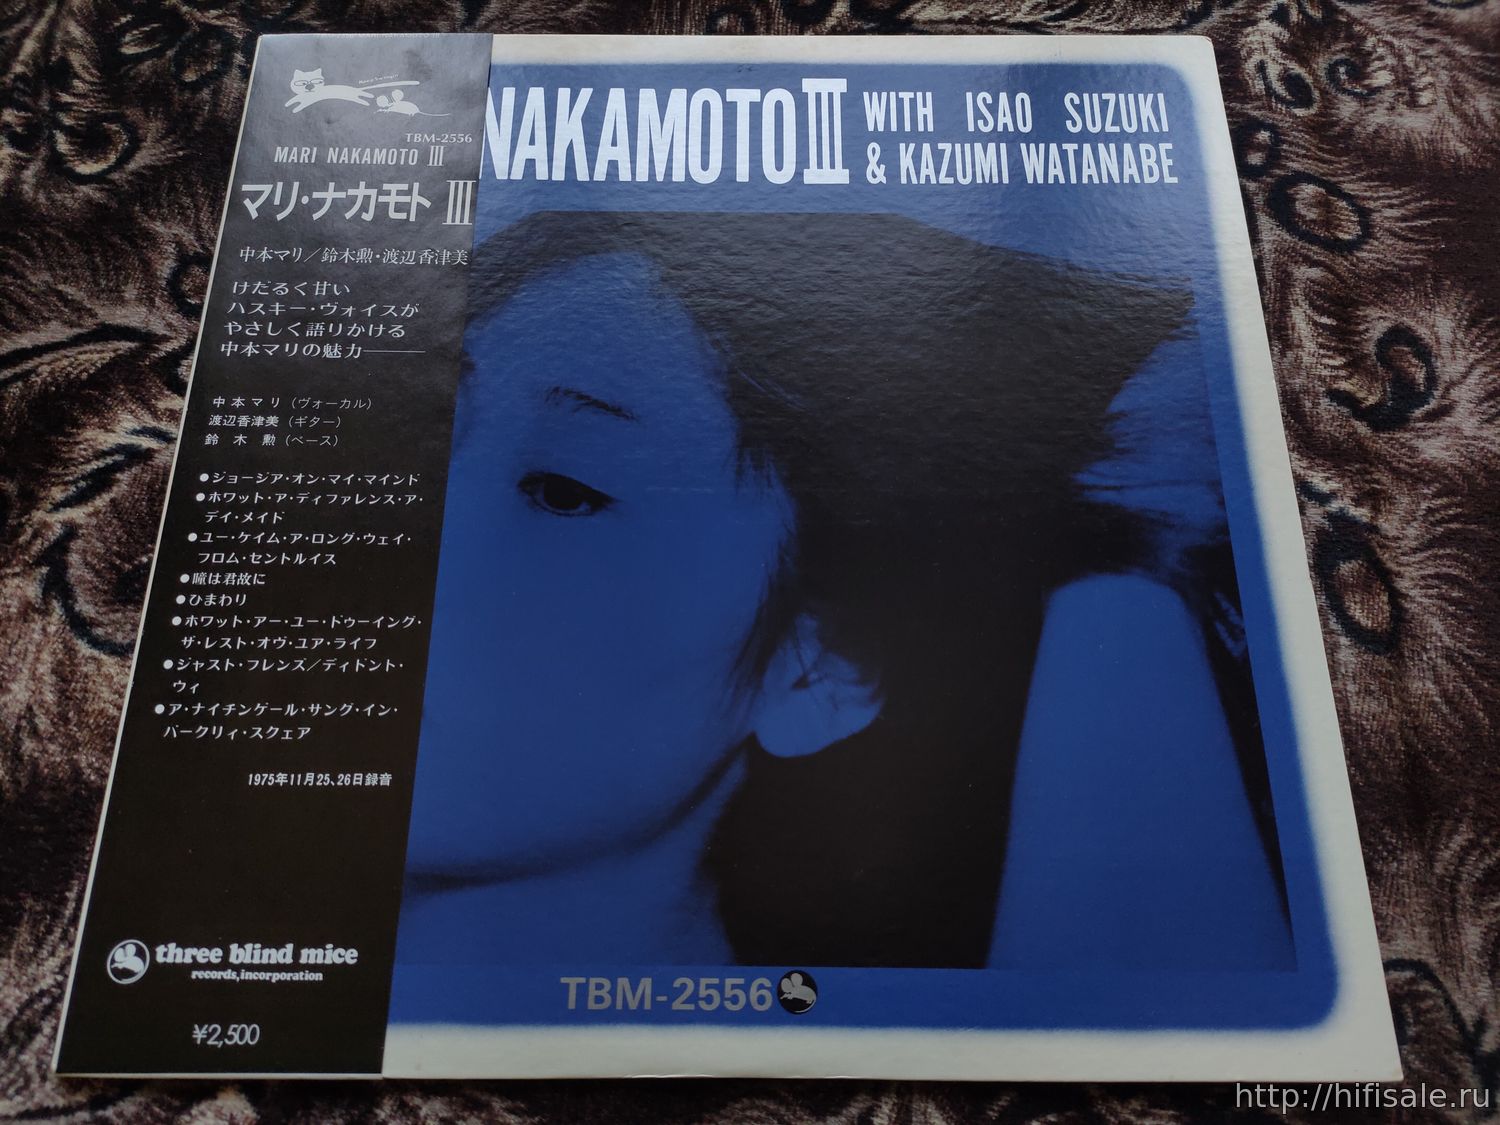 Keep Swingin'
TBM-2556
MARI NAKAMOTO III
マリ・ナカモト III
中本マリ／鈴木勲・渡辺香津美
けだるく甘い
ハスキー・ヴォイスが
やさしく語りかける
中本マリの魅力——
中本マリ（ヴォーカル）
渡辺香津美（ギター）
鈴木勲（ベース）
●ジョージア・オン・マイ・マインド
●ホワット・ア・ディファレンス・ア・
デイ・メイド
●ユー・ケイム・ア・ロング・ウェイ・
フロム・セントルイス
●瞳は君故に
●ひまわり
●ホワット・アー・ユー・ドゥーイング・
ザ・レスト・オヴ・ユア・ライフ
●ジャスト・フレンズ／ディドント・
ウィ
●ア・ナイチンゲール・サング・イン・
バークリィ・スクェア
1975年11月25、26日録音
three blind mice
records, incorporation
¥2,500
NAKAMOTO III
WITH ISAO SUZUKI
& KAZUMI WATANABE
TBM-2556
http://hifisale.ru